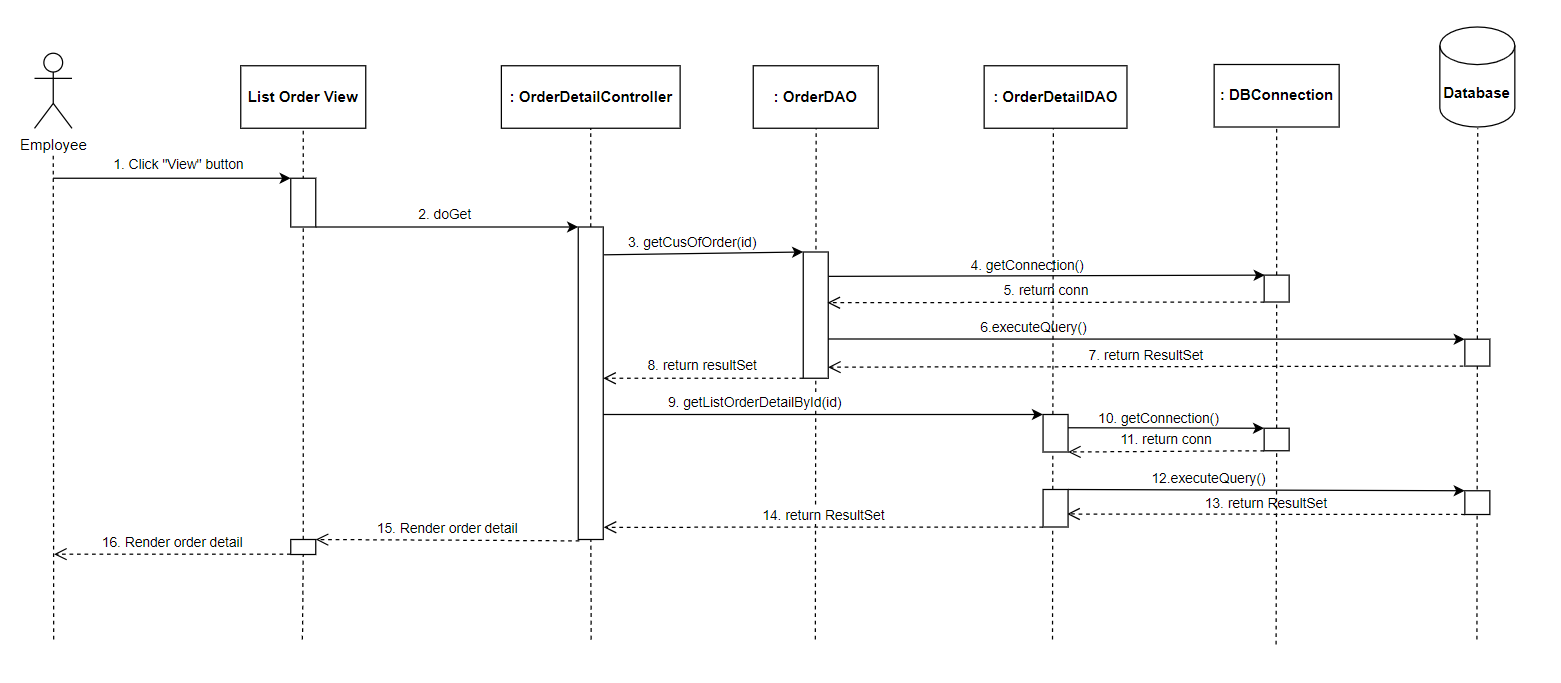 Employee
List Order View
: OrderDetailController
: OrderDAO
: OrderDetailDAO
: DBConnection
Database
1. Click "View" button
2. doGet
3. getCusOfOrder(id)
4. getConnection()
5. return conn
6.executeQuery()
7. return ResultSet
8. return resultSet
9. getListOrderDetailById(id)
10. getConnection()
11. return conn
12.executeQuery()
13. return ResultSet
14. return ResultSet
15. Render order detail
16. Render order detail